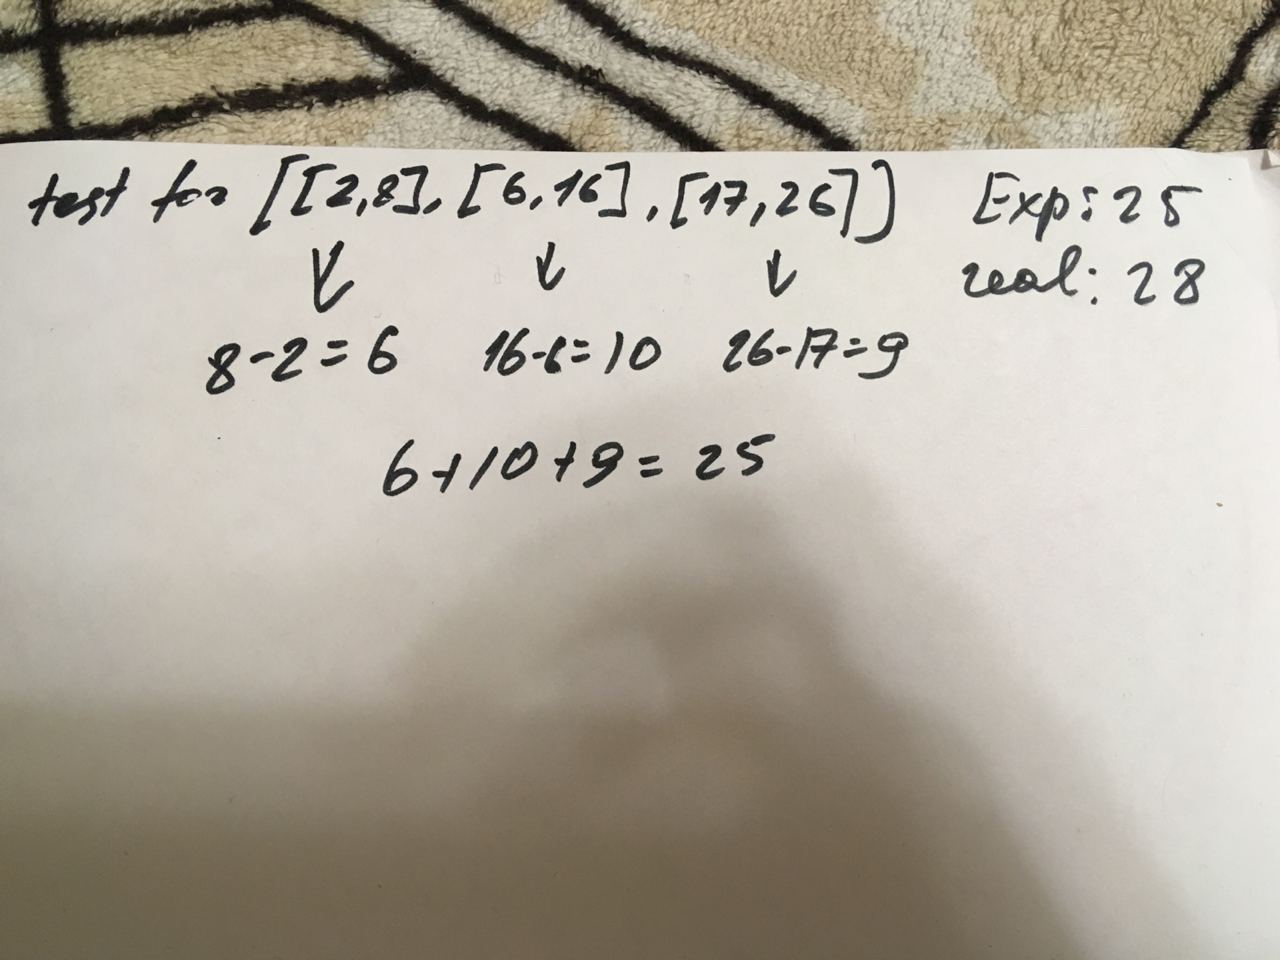 test for [[2,8], [6,16], [17,26]] Exp: 25
real: 28
8-2=6 16-6=10 26-17=9
6+10+9=25